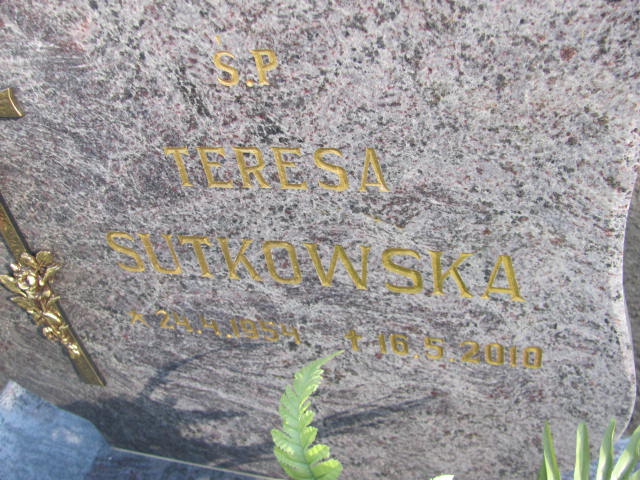 Ś.P
TERESA
SUTKOWSKA
* 24.4.1954 ✝ 16.5.2010